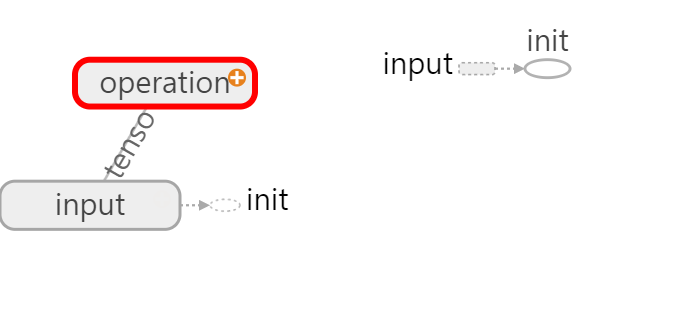 operation
tenso
input
init
input
init